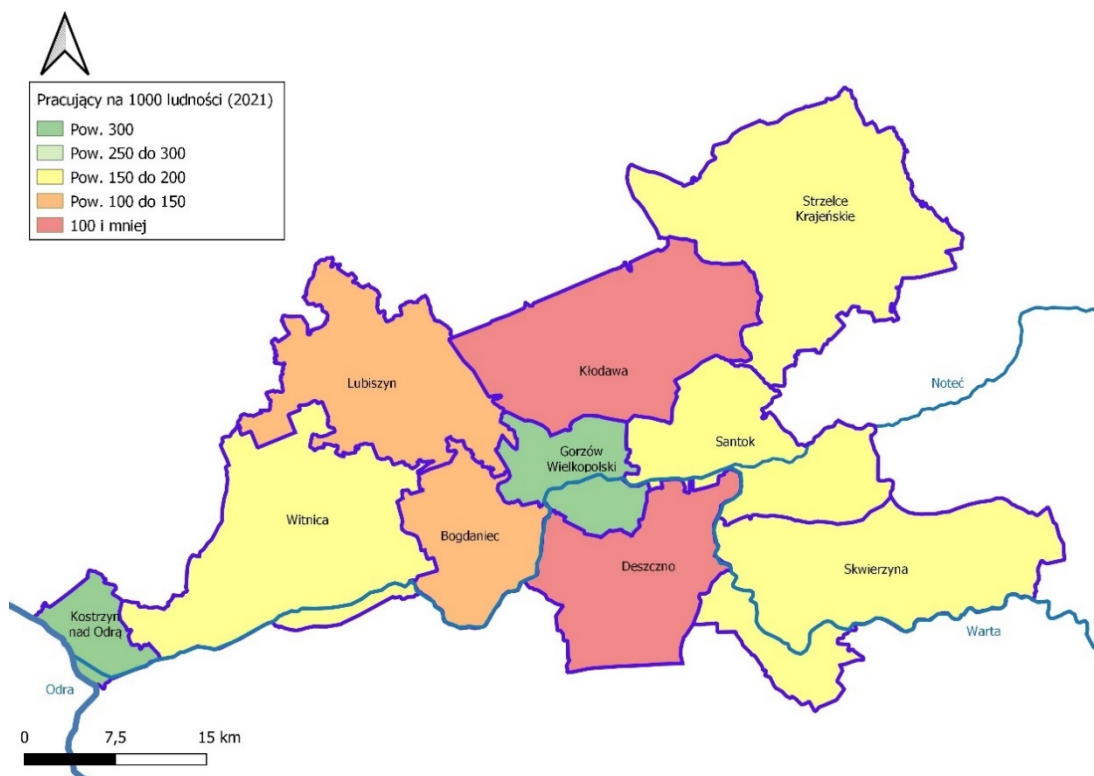 Pracujący na 1000 ludności (2021)
Pow. 300
Pow. 250 do 300
Pow. 150 do 200
Pow. 100 do 150
100 i mniej
Strzelce
Krajeńskie
Kłodawa
Lubiszyn
Noteć
Santok
Gorzów
Wielkopolski
Witnica
Bogdaniec
Deszczno
Skwierzyna
Kostrzyn
nad Odrą
Warta
Odra
0 7,5 15 km